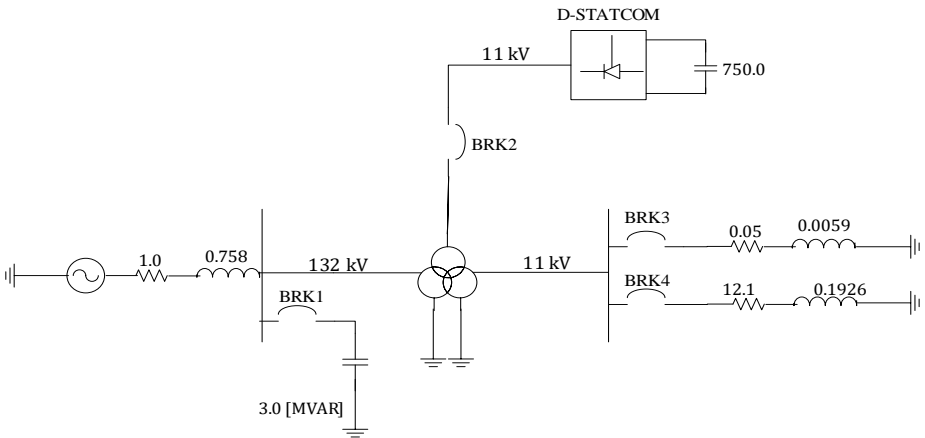 D-STATCOM
11 kV
750.0
BRK2
BRK3
0.05
0.0059
1.0
0.758
132 kV
11 kV
BRK4
12.1
0.1926
BRK1
3.0 [MVAR]